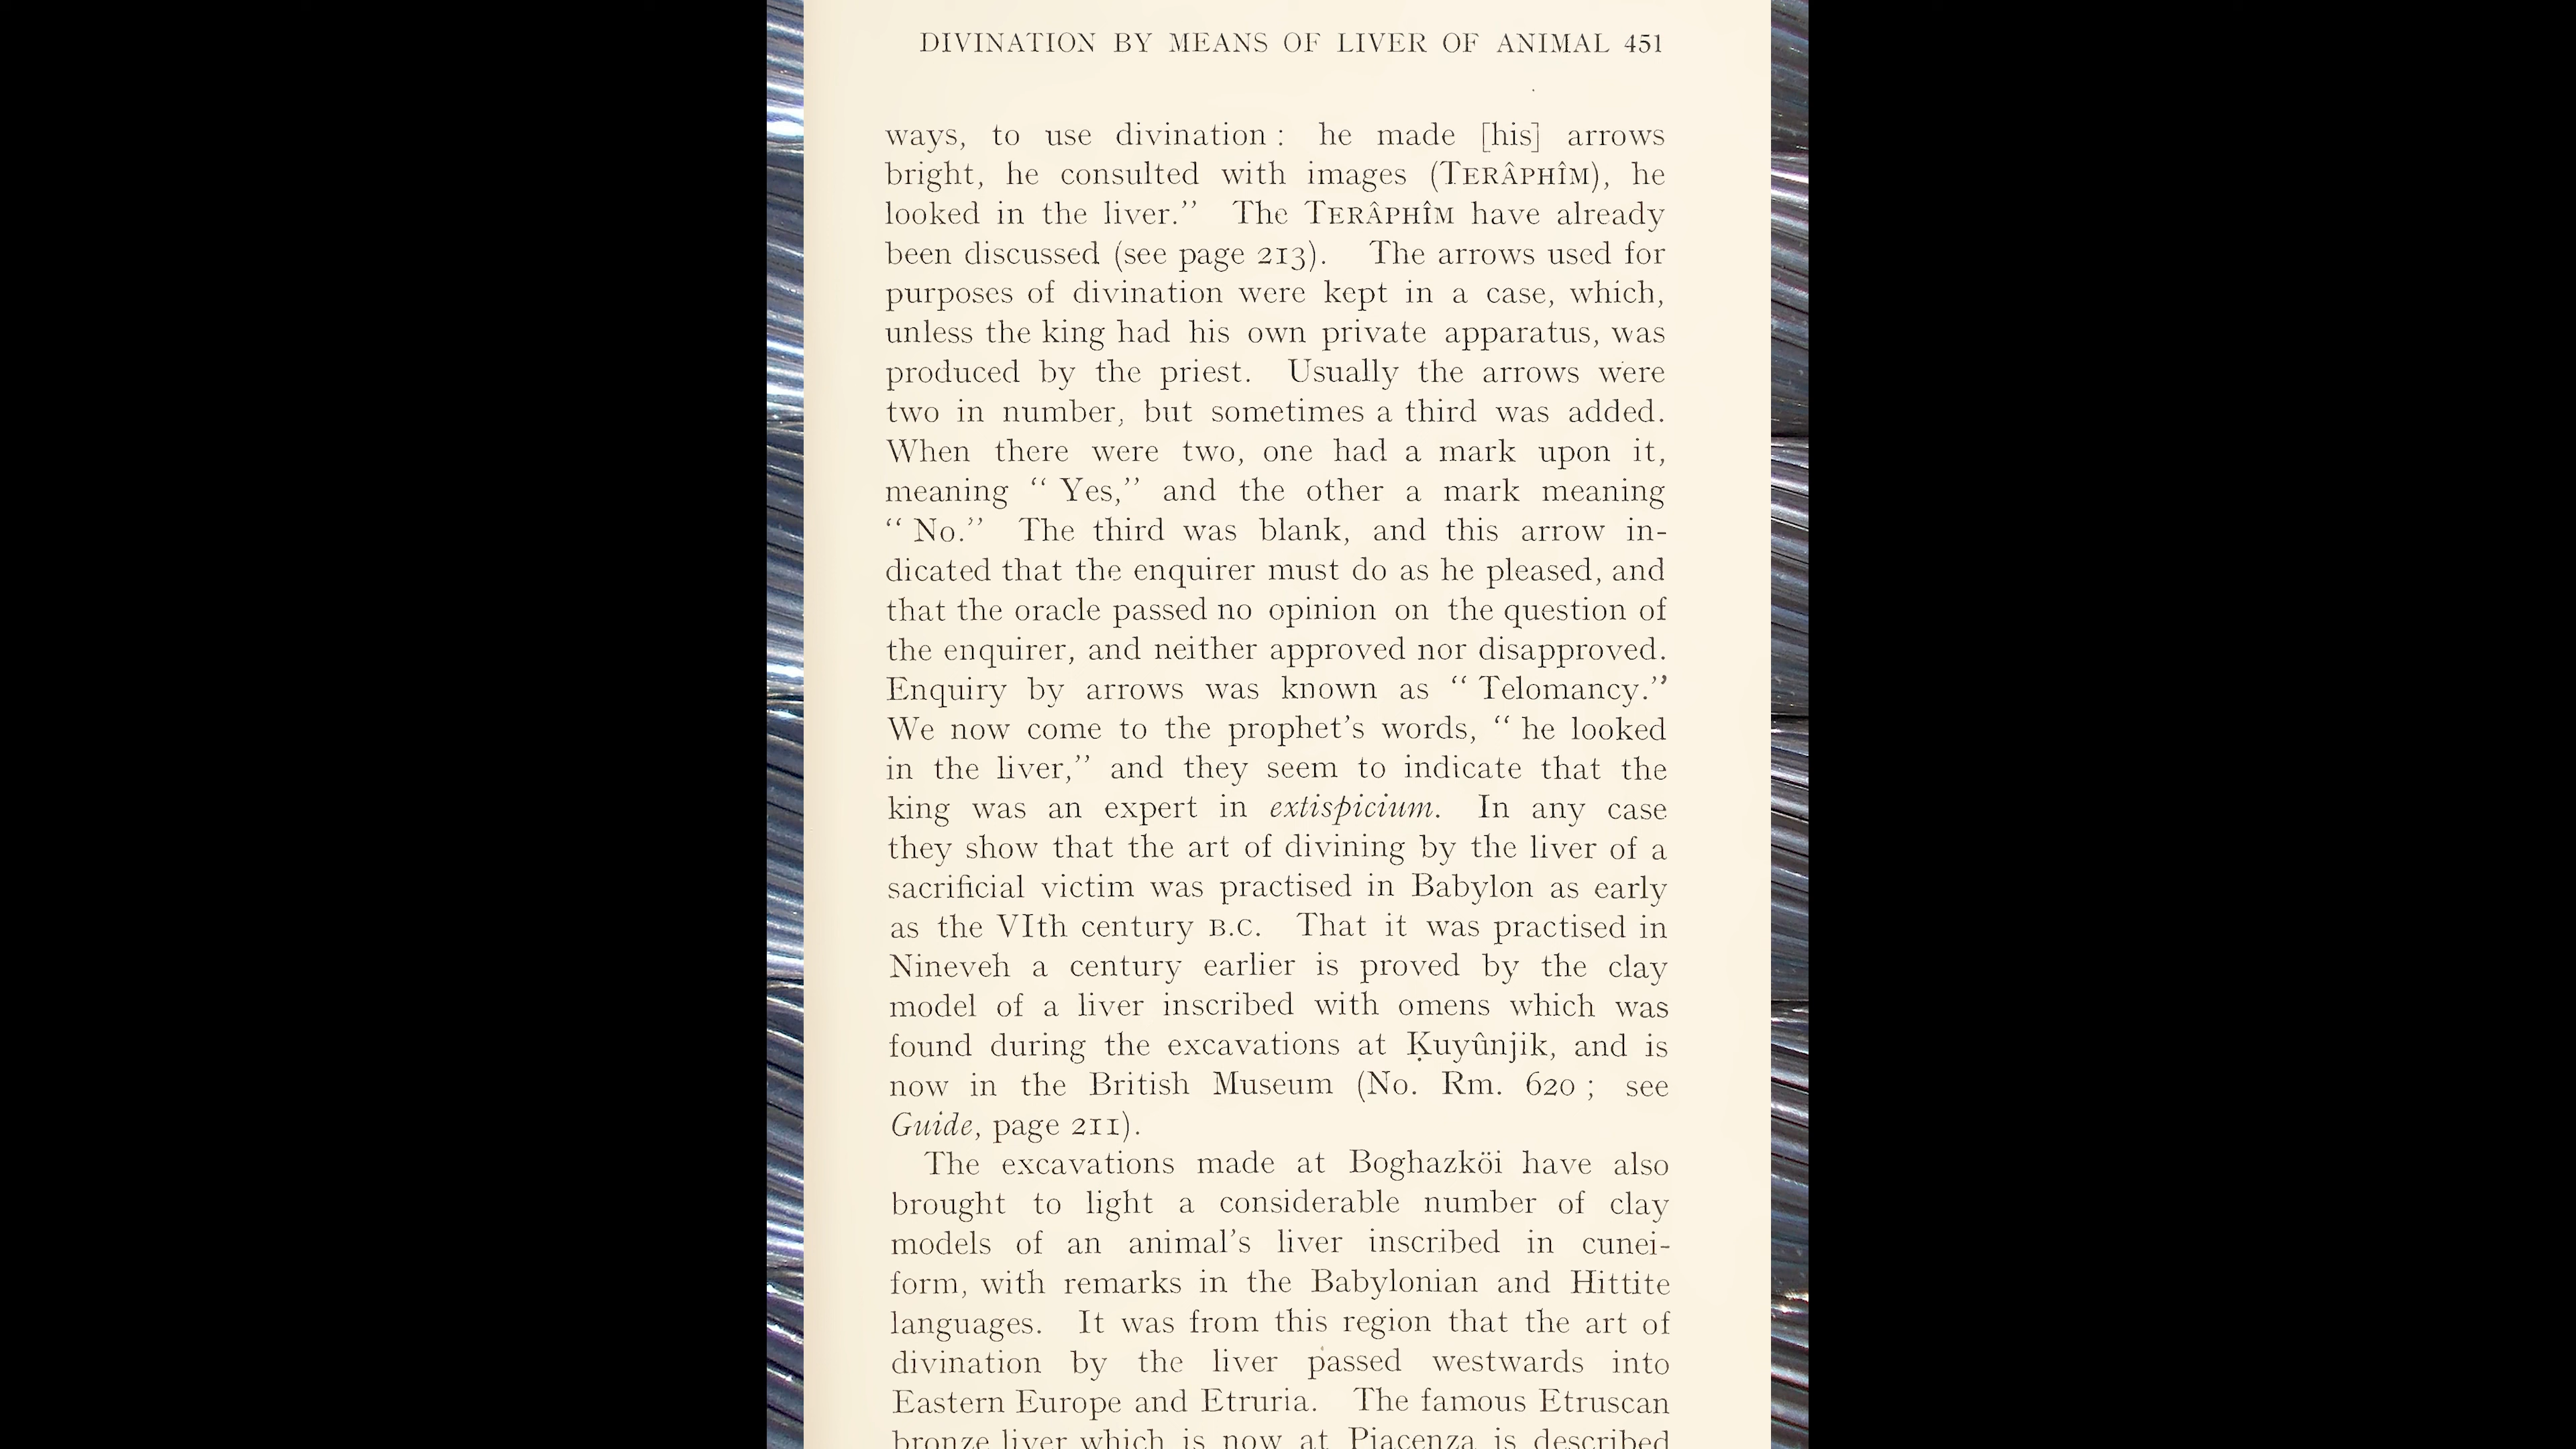 DIVINATION BY MEANS OF LIVER OF ANIMAL 451
ways, to use divination : he made [his] arrows
bright, he consulted with images (TERÂPHÎM), he
looked in the liver.” The TERÂPHÎM have already
been discussed (see page 213). The arrows used for
purposes of divination were kept in a case, which,
unless the king had his own private apparatus, was
produced by the priest. Usually the arrows were
two in number, but sometimes a third was added.
When there were two, one had a mark upon it,
meaning “ Yes,” and the other a mark meaning
“ No.” The third was blank, and this arrow in-
dicated that the enquirer must do as he pleased, and
that the oracle passed no opinion on the question of
the enquirer, and neither approved nor disapproved.
Enquiry by arrows was known as “ Telomancy.”
We now come to the prophet’s words, “ he looked
in the liver,” and they seem to indicate that the
king was an expert in extispicium. In any case
they show that the art of divining by the liver of a
sacrificial victim was practised in Babylon as early
as the VIth century B.C. That it was practised in
Nineveh a century earlier is proved by the clay
model of a liver inscribed with omens which was
found during the excavations at Ḳuyûnjik, and is
now in the British Museum (No. Rm. 620 ; see
Guide, page 211).
The excavations made at Boghazköi have also
brought to light a considerable number of clay
models of an animal’s liver inscribed in cunei-
form, with remarks in the Babylonian and Hittite
languages. It was from this region that the art of
divination by the liver passed westwards into
Eastern Europe and Etruria. The famous Etruscan
bronze liver which is now at Piacenza is described